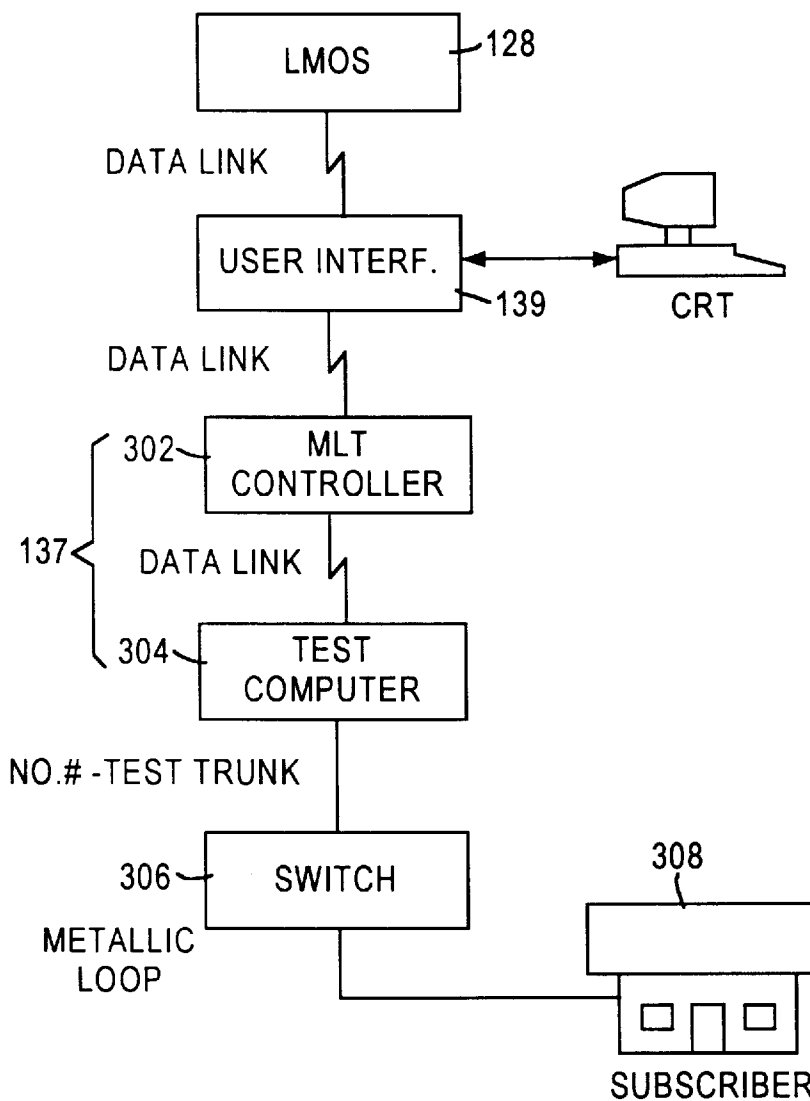 LMOS
128
DATA LINK
USER INTERF.
139
CRT
DATA LINK
302
MLT
CONTROLLER
137
DATA LINK
304
TEST
COMPUTER
NO.# -TEST TRUNK
306
SWITCH
308
METALLIC
LOOP
SUBSCRIBER